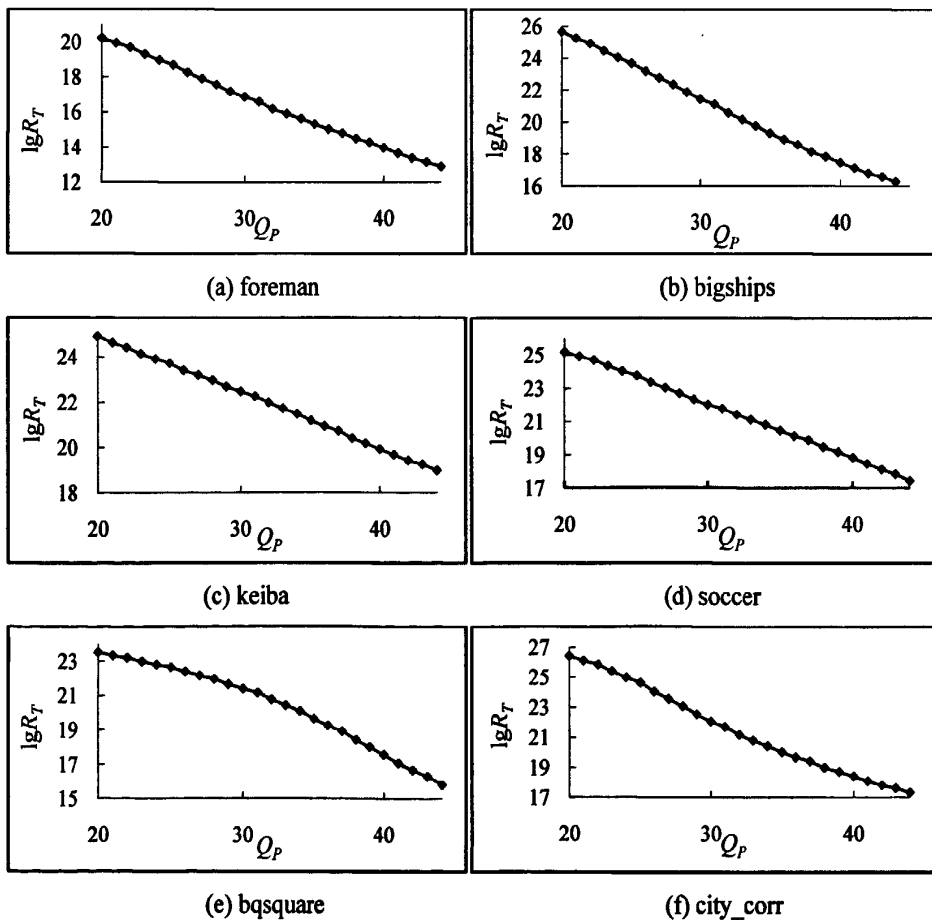 20
18
16
14
12
lgR_T
20
30
Q_P
40
(a) foreman
26
24
22
20
18
16
lgR_T
20
30
Q_P
40
(b) bigships
24
22
20
18
lgR_T
20
30
Q_P
40
(c) keiba
25
23
21
19
17
lgR_T
20
30
Q_P
40
(d) soccer
23
21
19
17
15
lgR_T
20
30
Q_P
40
(e) bqsquare
27
25
23
21
19
17
lgR_T
20
30
Q_P
40
(f) city_corr